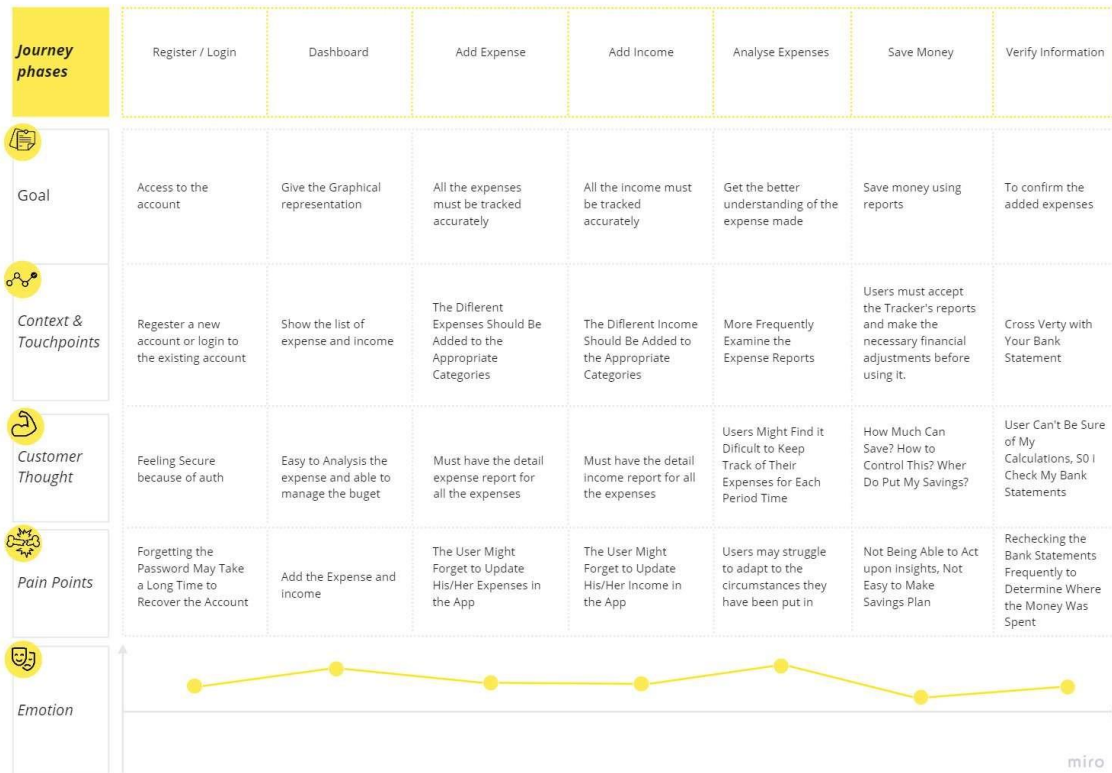 Journey
phases
Register / Login
Dashboard
Add Expense
Add Income
Analyse Expenses
Save Money
Verify Information
Goal
Access to the
account
Give the Graphical
representation
All the expenses
must be tracked
accurately
All the income must
be tracked
accurately
Get the better
understanding of the
expense made
Save money using
reports
To confirm the
added expenses
Context &
Touchpoints
Regester a new
account or login to
the existing account
Show the list of
expense and income
The Diflerent
Expenses Should Be
Added to the
Appropriate
Categories
The Diflerent Income
Should Be Added to
the Appropriate
Categories
More Frequently
Examine the
Expense Reports
Users must accept
the Tracker's reports
and make the
necessary financial
adjustments before
using it.
Cross Verty with
Your Bank
Statement
Customer
Thought
Feeling Secure
because of auth
Easy to Analysis the
expense and able to
manage the buget
Must have the detail
expense report for
all the expenses
Must have the detail
income report for all
the expenses
Users Might Find it
Dificult to Keep
Track of Their
Expenses for Each
Period Time
How Much Can
Save? How to
Control This? Wher
Do Put My Savings?
User Can't Be Sure
of My
Calculations, S0 I
Check My Bank
Statements
Pain Points
Forgetting the
Password May Take
a Long Time to
Recover the Account
Add the Expense and
income
The User Might
Forget to Update
His/Her Expenses in
the App
The User Might
Forget to Update
His/Her Income in
the App
Users may struggle
to adapt to the
circumstances they
have been put in
Not Being Able to Act
upon insights, Not
Easy to Make
Savings Plan
Rechecking the
Bank Statements
Frequently to
Determine Where
the Money Was
Spent
Emotion
miro